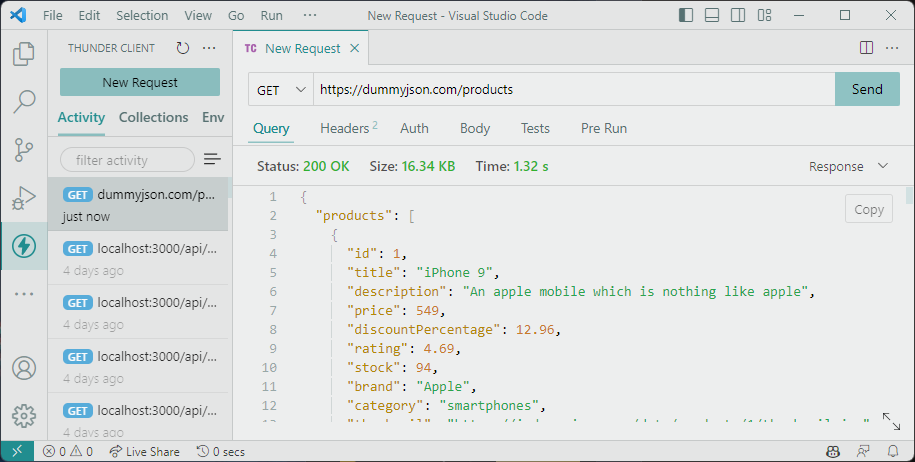 File Edit Selection View Go Run ··· New Request - Visual Studio Code
THUNDER CLIENT ···
New Request
Activity Collections Env
filter activity
GET dummyjson.com/p...
just now
GET localhost:3000/api/...
4 days ago
GET localhost:3000/api/...
4 days ago
GET localhost:3000/api/...
4 days ago
GET localhost:3000/api/...
4 days ago
TC New Request
GET https://dummyjson.com/products Send
Query Headers 2 Auth Body Tests Pre Run
Status: 200 OK Size: 16.34 KB Time: 1.32 s Response
Copy
1 {
2 "products": [
3 {
4 "id": 1,
5 "title": "iPhone 9",
6 "description": "An apple mobile which is nothing like apple",
7 "price": 549,
8 "discountPercentage": 12.96,
9 "rating": 4.69,
10 "stock": 94,
11 "brand": "Apple",
12 "category": "smartphones",
0 0 Live Share 0 secs